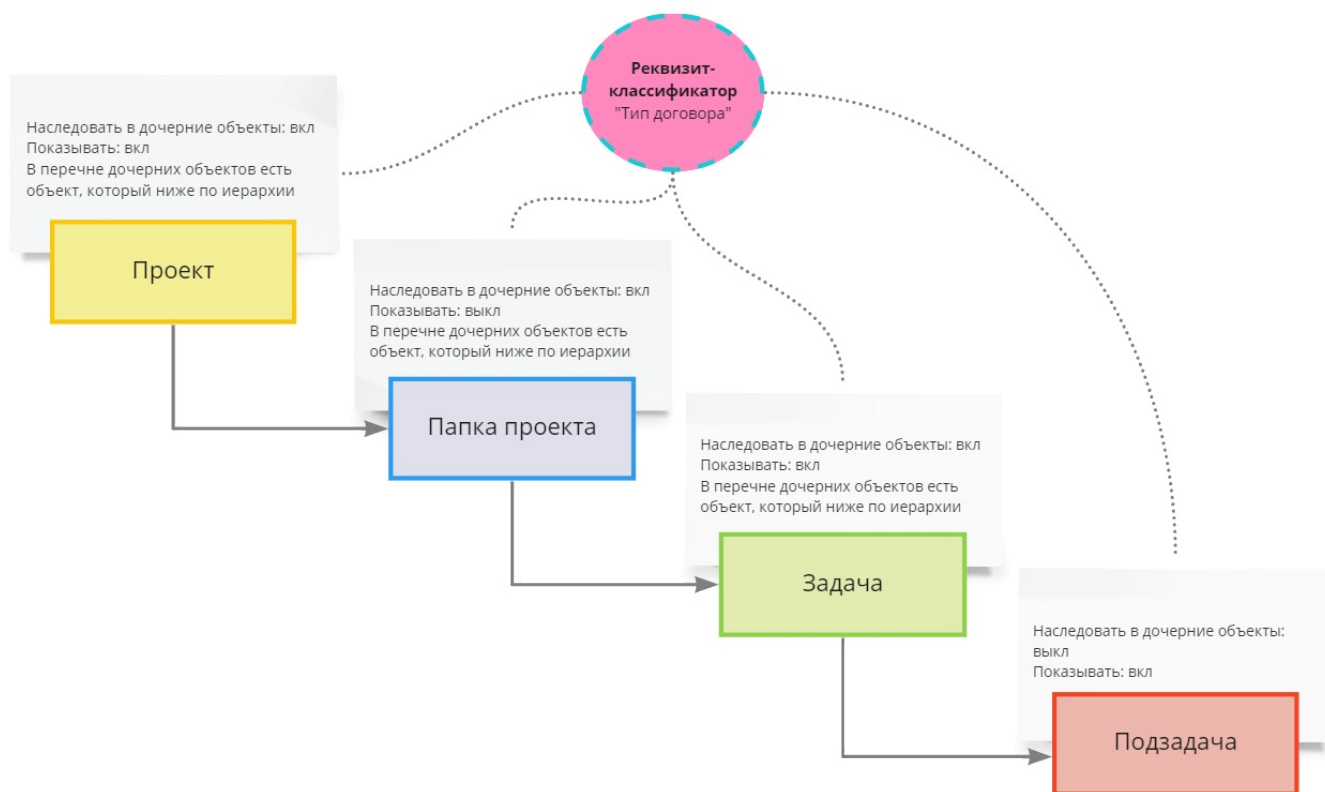 Реквизит-
классификатор
"Тип договора"
Наследовать в дочерние объекты: вкл
Показывать: вкл
В перечне дочерних объектов есть
объект, который ниже по иерархии
Проект
Наследовать в дочерние объекты: вкл
Показывать: выкл
В перечне дочерних объектов есть
объект, который ниже по иерархии
Папка проекта
Наследовать в дочерние объекты: вкл
Показывать: вкл
В перечне дочерних объектов есть
объект, который ниже по иерархии
Задача
Наследовать в дочерние объекты:
выкл
Показывать: вкл
Подзадача